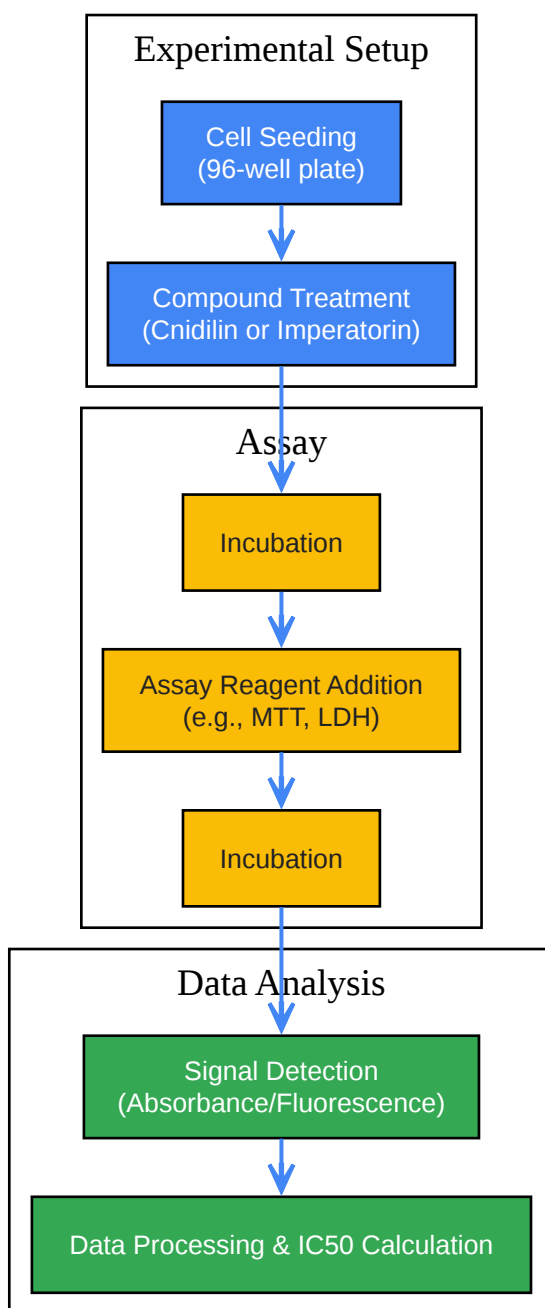 Experimental Setup
Cell Seeding
(96-well plate)
Compound Treatment
(Cnidilin or Imperatorin)
Assay
Incubation
Assay Reagent Addition
(e.g., MTT, LDH)
Incubation
Data Analysis
Signal Detection
(Absorbance/Fluorescence)
Data Processing & IC50 Calculation